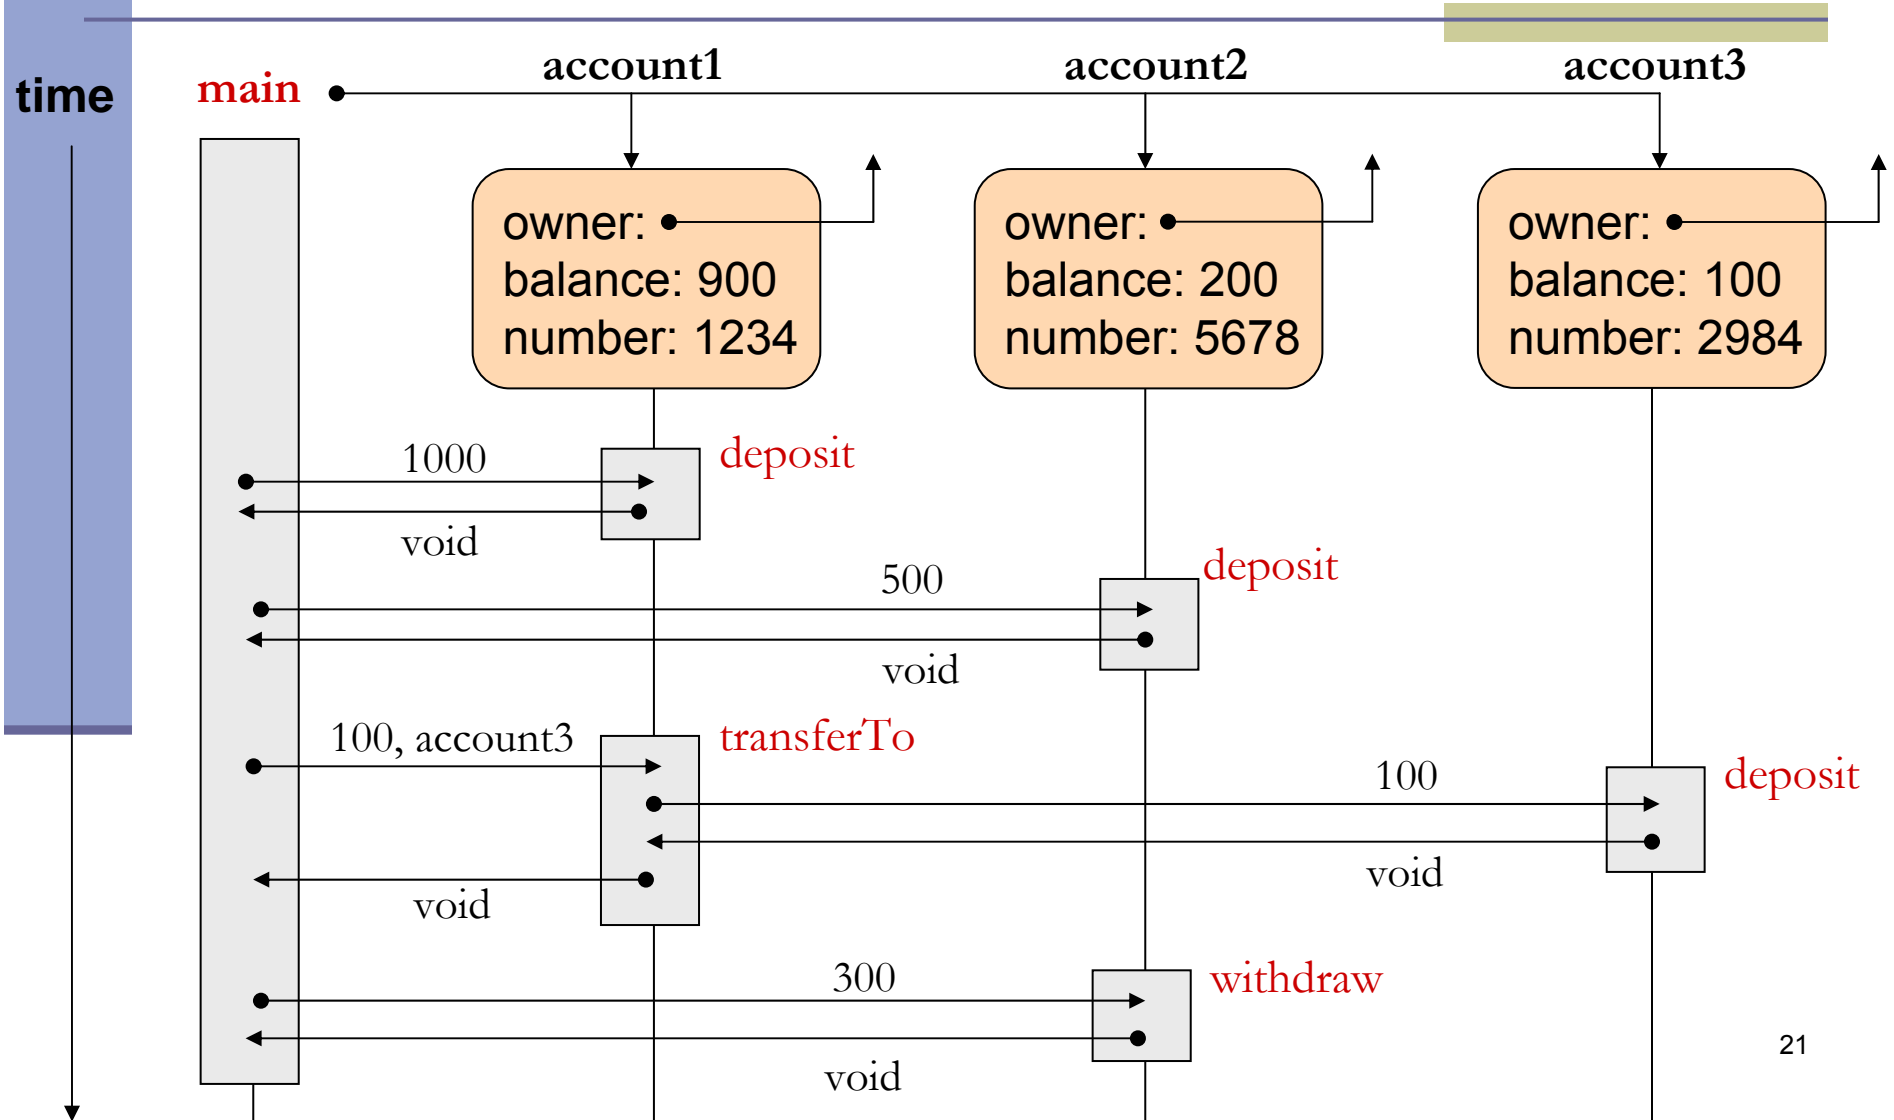 time
main
account1
account2
account3
owner:
balance: 900
number: 1234
owner:
balance: 200
number: 5678
owner:
balance: 100
number: 2984
1000
deposit
void
500
deposit
void
100, account3
transferTo
100
deposit
void
void
300
withdraw
void
21